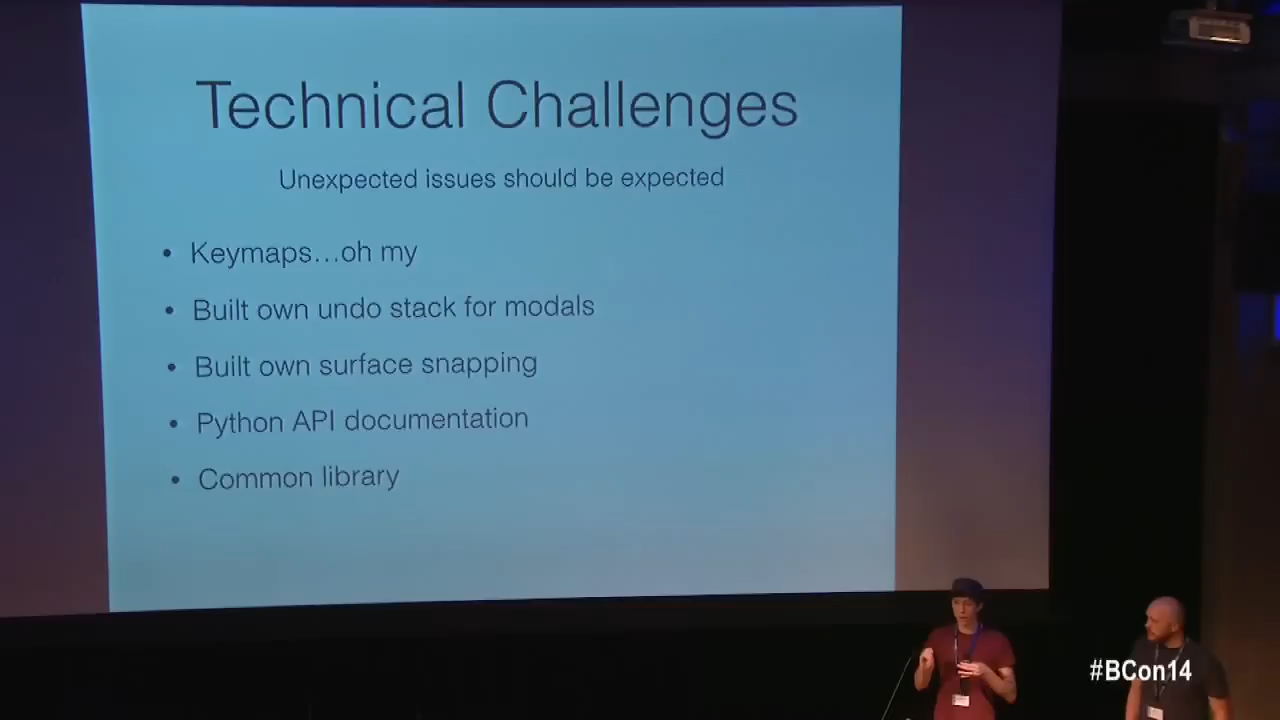 Technical Challenges
Unexpected issues should be expected
• Keymaps...oh my
• Built own undo stack for modals
• Built own surface snapping
• Python API documentation
• Common library
#BCon14